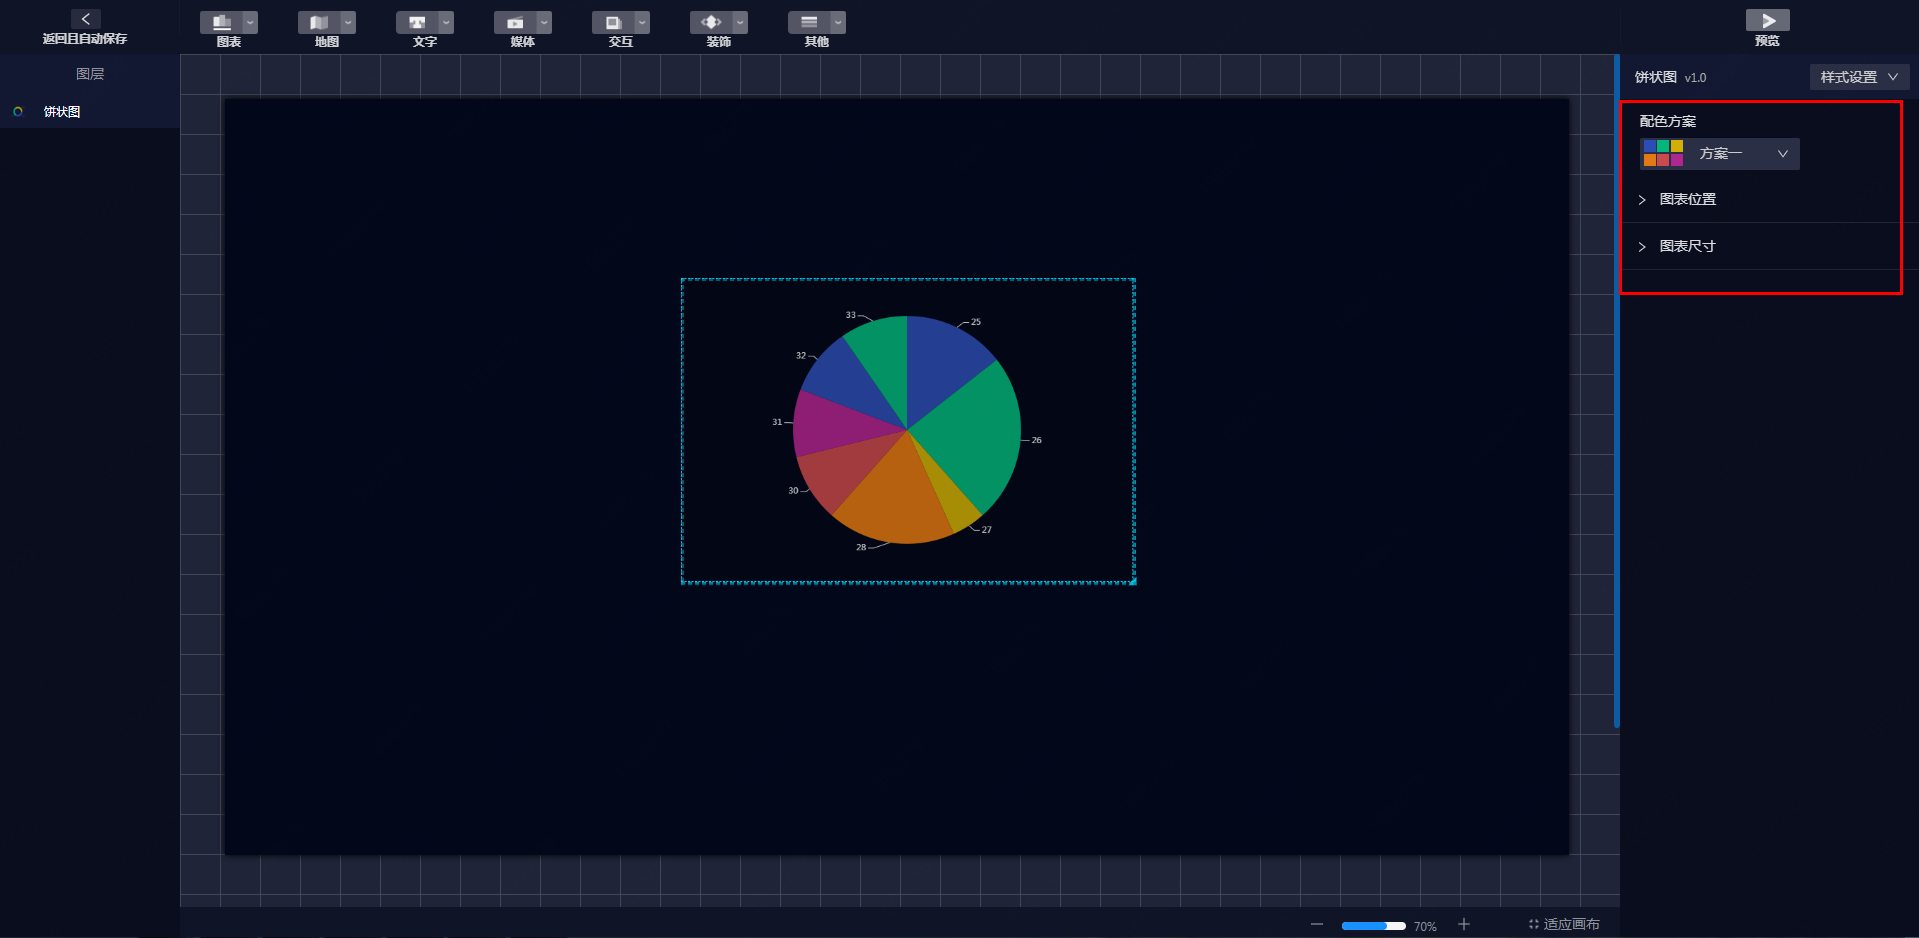 返回且自动保存
图表
地图
文字
媒体
交互
装饰
其他
预览
图层
饼状图
饼状图 v1.0
样式设置
配色方案
方案一
图表位置
图表尺寸
33
25
32
31
26
30
27
28
70%
适应画布